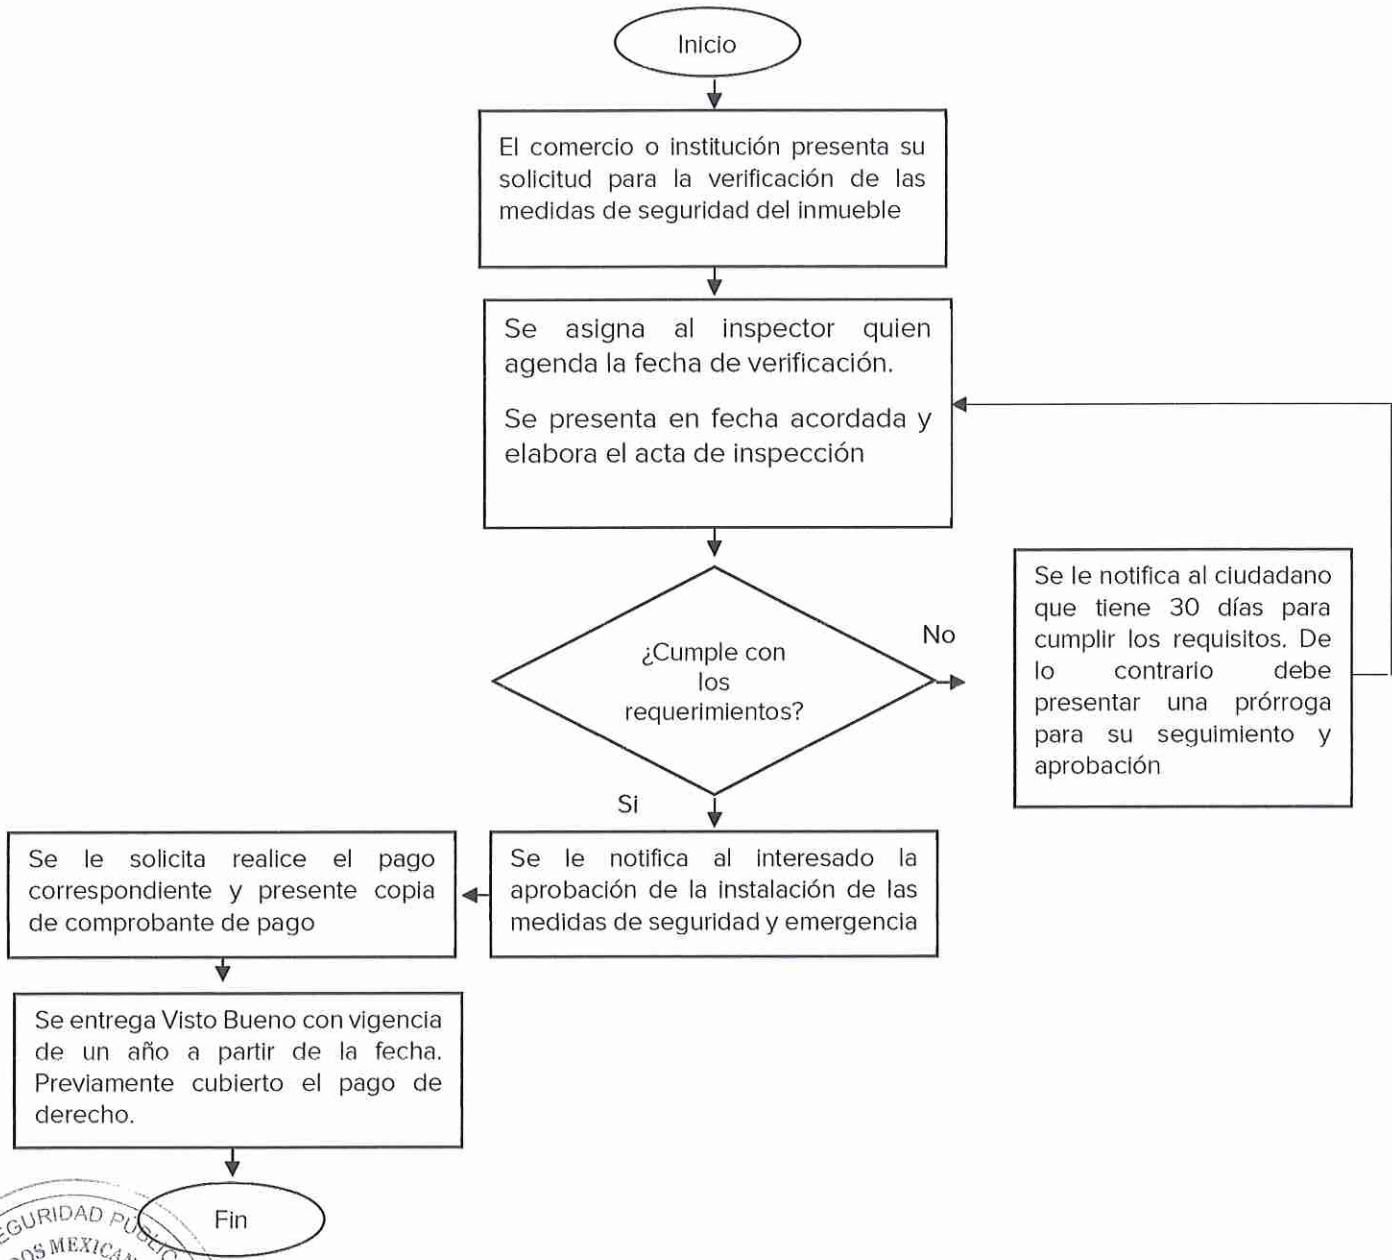 Inicio
El comercio o institución presenta su
solicitud para la verificación de las
medidas de seguridad del inmueble
Se asigna al inspector quien
agenda la fecha de verificación.
Se presenta en fecha acordada y
elabora el acta de inspección
¿Cumple con
los
requerimientos?
No
Se le notifica al ciudadano
que tiene 30 días para
cumplir los requisitos. De
lo contrario debe
presentar una prórroga
para su seguimiento y
aprobación
Si
Se le notifica al interesado la
aprobación de la instalación de las
medidas de seguridad y emergencia
Se le solicita realice el pago
correspondiente y presente copia
de comprobante de pago
Se entrega Visto Bueno con vigencia
de un año a partir de la fecha.
Previamente cubierto el pago de
derecho.
Fin